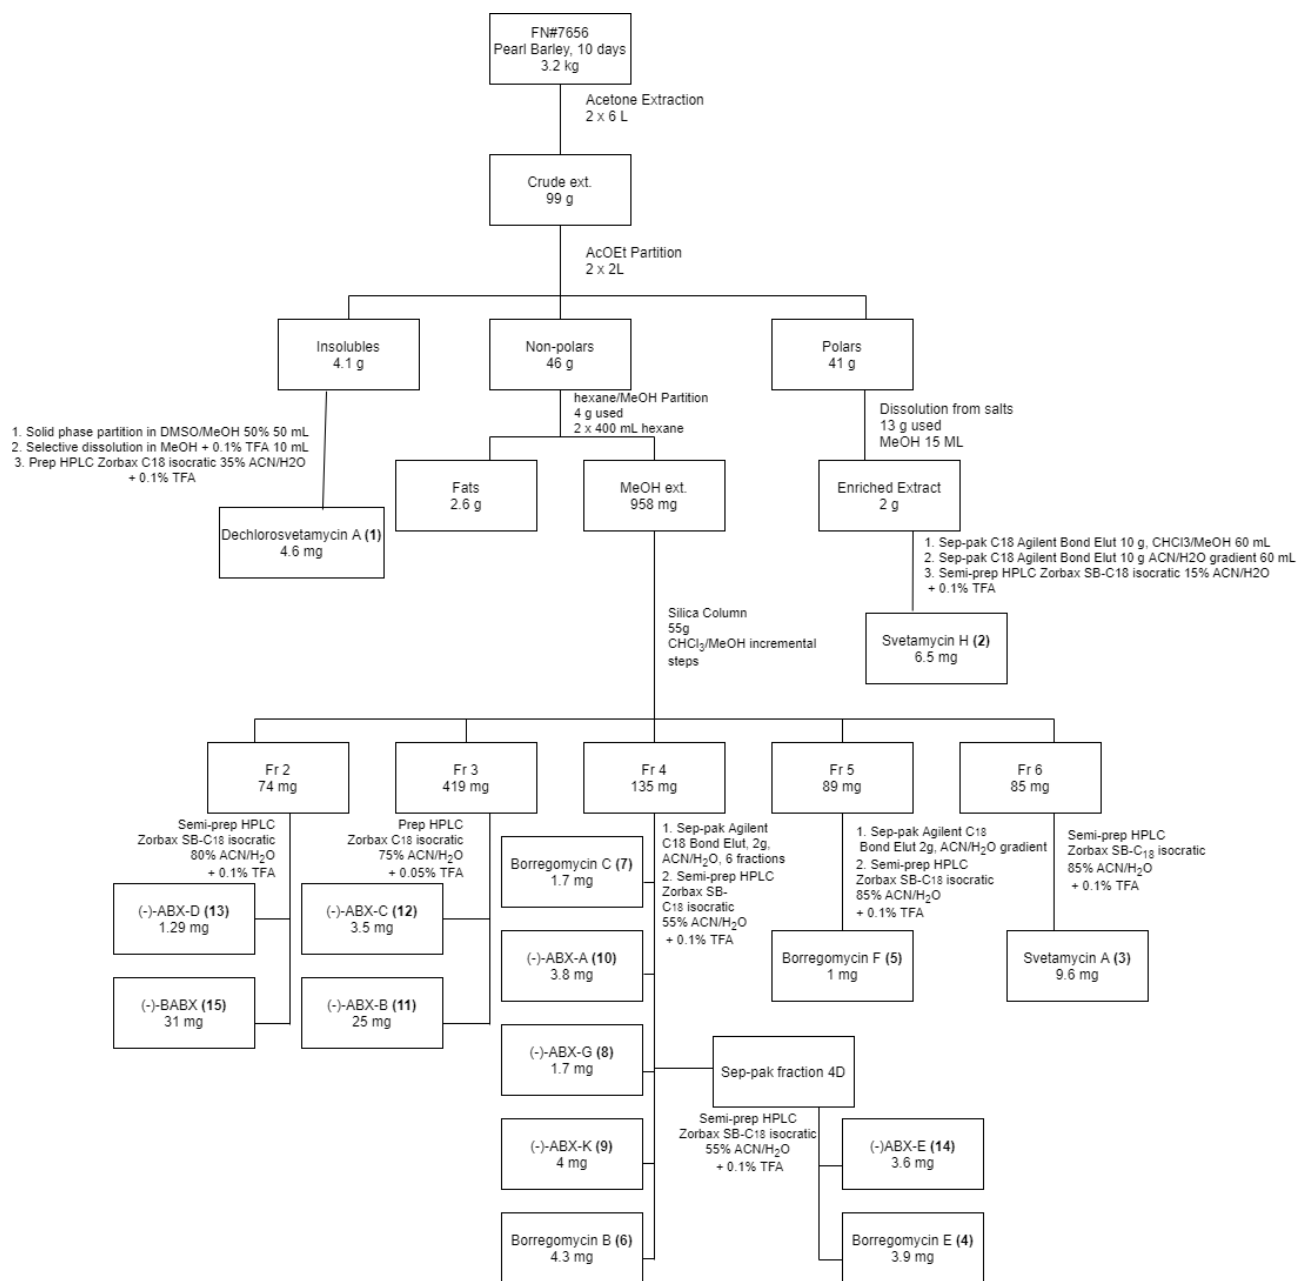 FN#7656
Pearl Barley, 10 days
3.2 kg
Acetone Extraction
2 x 6 L
Crude ext.
99 g
AcOEt Partition
2 x 2L
Insolubles
4.1 g
Non-polars
46 g
Polars
41 g
1. Solid phase partition in DMSO/MeOH 50% 50 mL
2. Selective dissolution in MeOH + 0.1% TFA 10 mL
3. Prep HPLC Zorbax C18 isocratic 35% ACN/H2O
+ 0.1% TFA
hexane/MeOH Partition
4 g used
2 x 400 mL hexane
Dissolution from salts
13 g used
MeOH 15 ML
Fats
2.6 g
MeOH ext.
958 mg
Enriched Extract
2 g
Dechlorosvetamycin A (1)
4.6 mg
1. Sep-pak C18 Agilent Bond Elut 10 g, CHCl3/MeOH 60 mL
2. Sep-pak C18 Agilent Bond Elut 10 g ACN/H2O gradient 60 mL
3. Semi-prep HPLC Zorbax SB-C18 isocratic 15% ACN/H2O
+ 0.1% TFA
Silica Column
55g
CHCl3/MeOH incremental
steps
Svetamycin H (2)
6.5 mg
Fr 2
74 mg
Fr 3
419 mg
Fr 4
135 mg
Fr 5
89 mg
Fr 6
85 mg
Semi-prep HPLC
Zorbax SB-C18 isocratic
80% ACN/H2O
+ 0.1% TFA
Prep HPLC
Zorbax C18 isocratic
75% ACN/H2O
+ 0.05% TFA
1. Sep-pak Agilent
C18 Bond Elut, 2g,
ACN/H2O, 6 fractions
2. Semi-prep HPLC
Zorbax SB-
C18 isocratic
55% ACN/H2O
+ 0.1% TFA
1. Sep-pak Agilent C18
Bond Elut 2g, ACN/H2O gradient
2. Semi-prep HPLC
Zorbax SB-C18 isocratic
85% ACN/H2O
+ 0.1% TFA
Semi-prep HPLC
Zorbax SB-C18 isocratic
85% ACN/H2O
+ 0.1% TFA
(-)-ABX-D (13)
1.29 mg
(-)-BABX (15)
31 mg
(-)-ABX-C (12)
3.5 mg
(-)-ABX-B (11)
25 mg
Borregomycin C (7)
1.7 mg
(-)-ABX-A (10)
3.8 mg
(-)-ABX-G (8)
1.7 mg
(-)-ABX-K (9)
4 mg
Borregomycin B (6)
4.3 mg
Borregomycin F (5)
1 mg
Svetamycin A (3)
9.6 mg
Sep-pak fraction 4D
Semi-prep HPLC
Zorbax SB-C18 isocratic
55% ACN/H2O
+ 0.1% TFA
(-)ABX-E (14)
3.6 mg
Borregomycin E (4)
3.9 mg